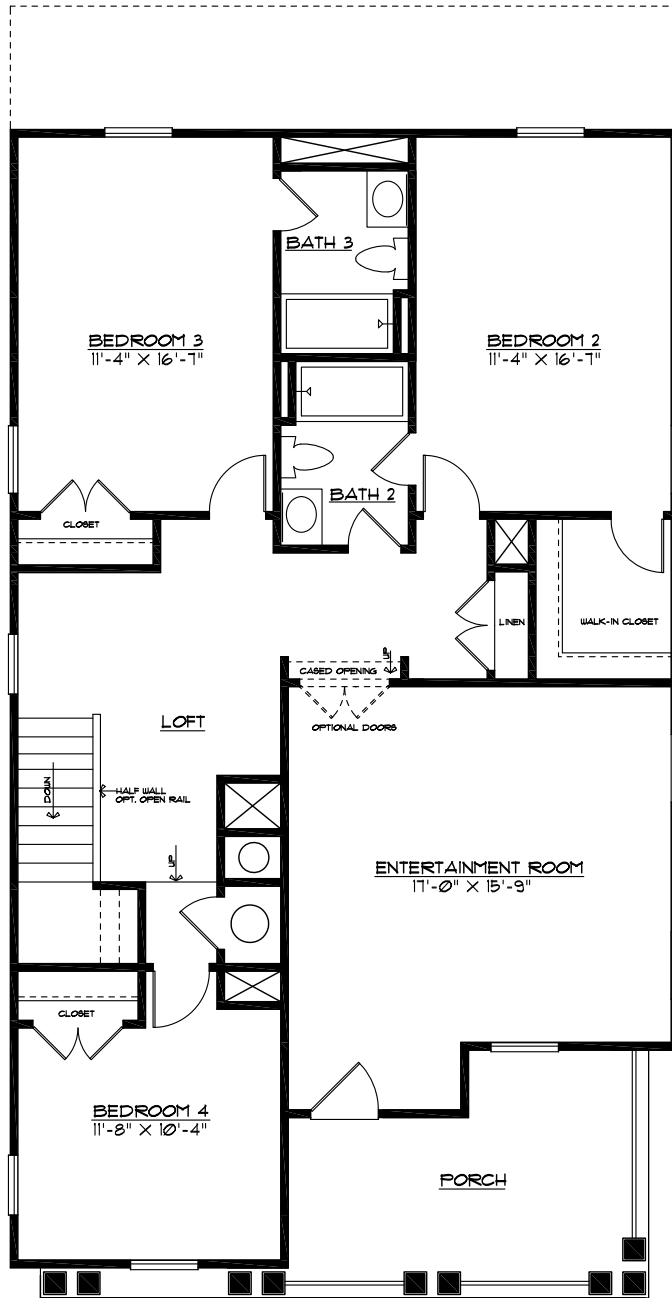 BATH 3
BEDROOM 3
11'-4" X 16'-7"
BEDROOM 2
11'-4" X 16'-7"
BATH 2
CLOSET
LINEN
WALK-IN CLOSET
UP
CASED OPENING
LOFT
OPTIONAL DOORS
DOWN
HALF WALL
OPT. OPEN RAIL
UP
ENTERTAINMENT ROOM
17'-0" X 15'-9"
CLOSET
BEDROOM 4
11'-8" X 10'-4"
PORCH